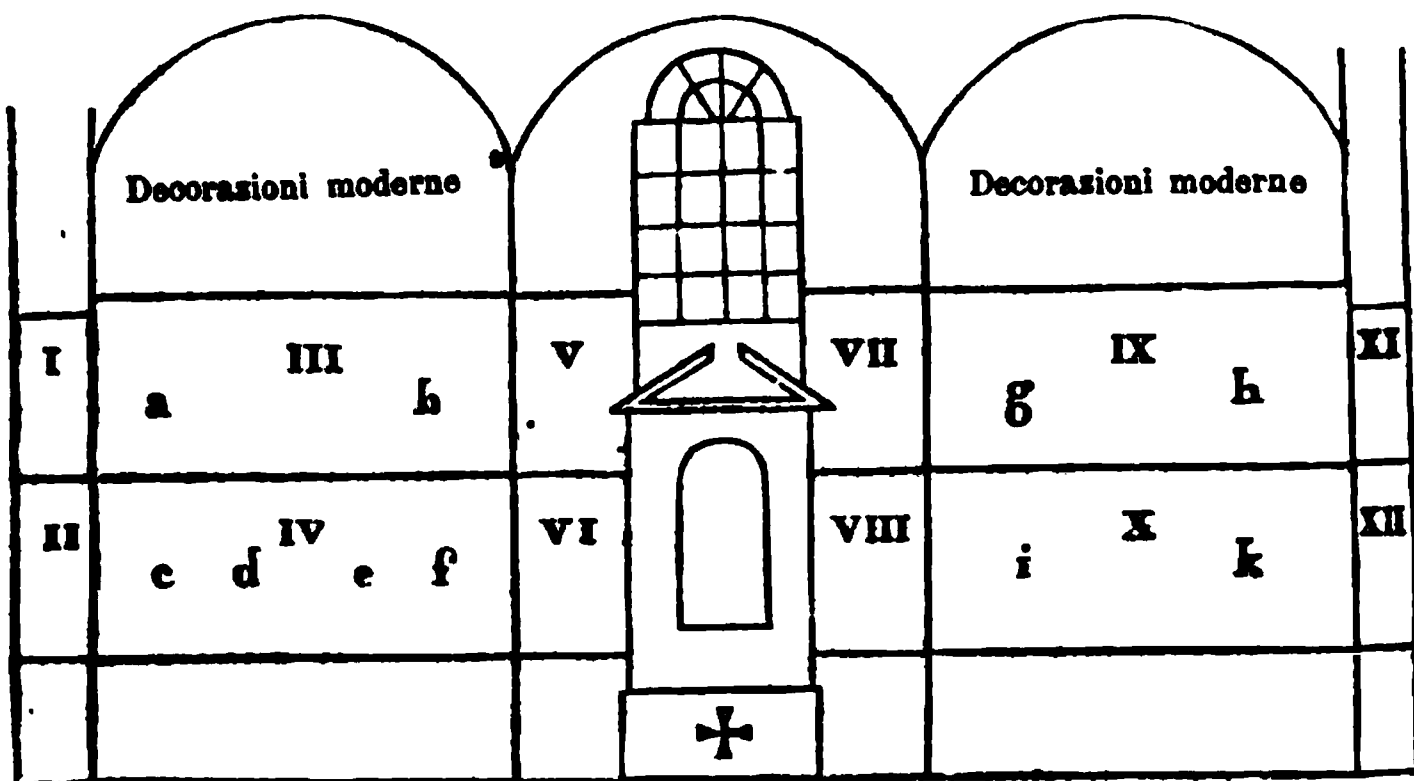 Decorazioni moderne
Decorazioni moderne
I
III
V
VII
IX
XI
a
b
g
h
II
IV
VI
VIII
X
XII
c
d
e
f
i
k